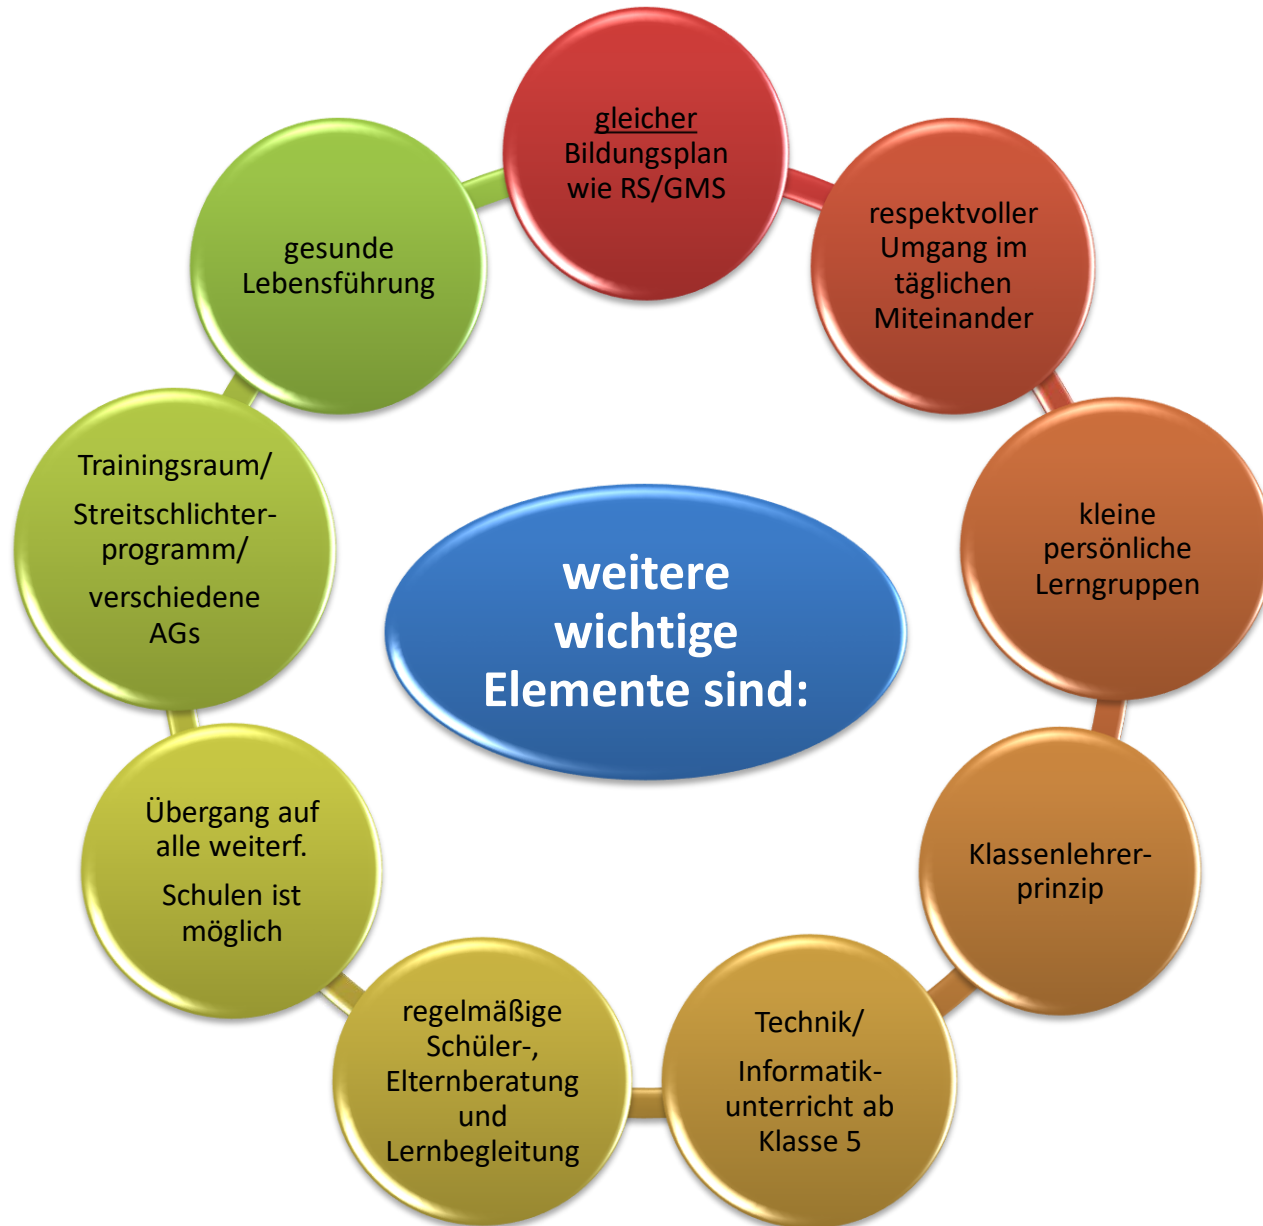 gleicher
Bildungsplan
wie RS/GMS
respektvoller
Umgang im
täglichen
Miteinander
kleine
persönliche
Lerngruppen
Klassenlehrer-
prinzip
Technik/
Informatik-
unterricht ab
Klasse 5
regelmäßige
Schüler-,
Elternberatung
und
Lernbegleitung
Übergang auf
alle weiterf.
Schulen ist
möglich
Trainingsraum/
Streitschlichter-
programm/
verschiedene
AGs
gesunde
Lebensführung
weitere
wichtige
Elemente sind: